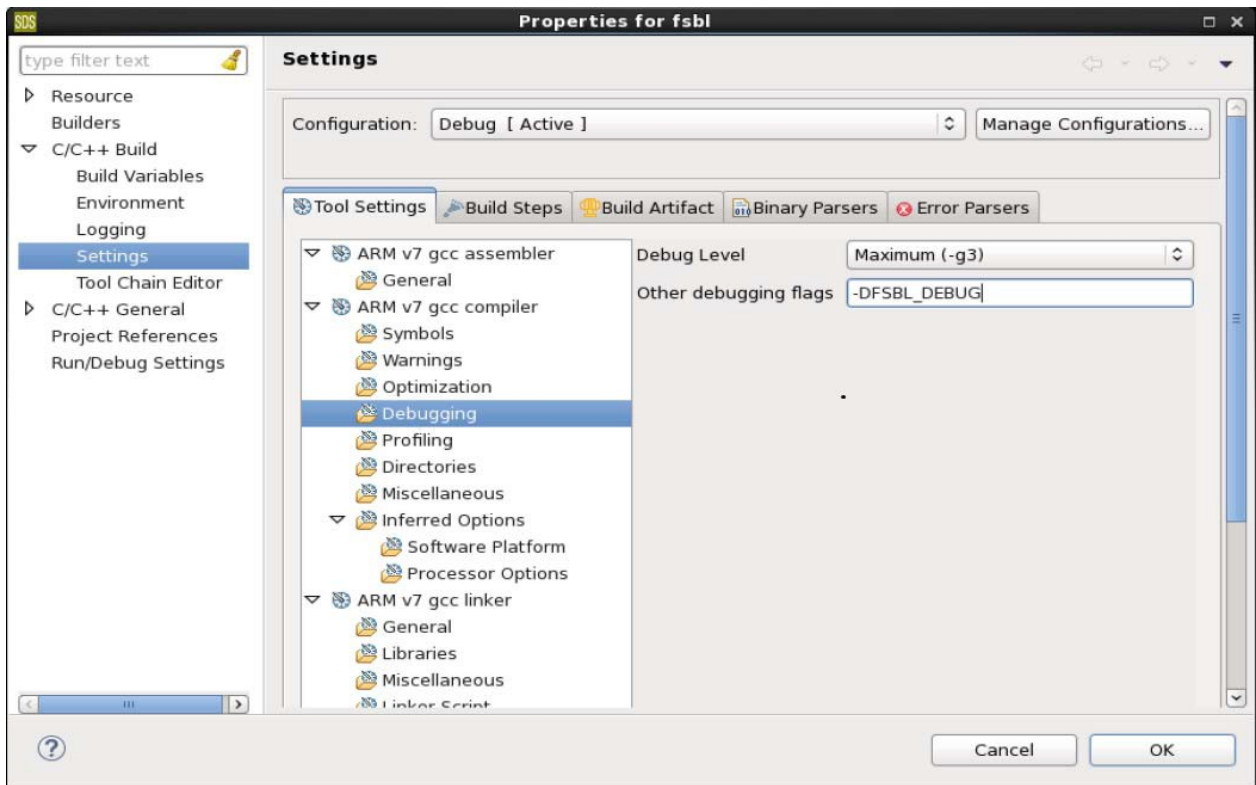 SDS
Properties for fsbl
type filter text
Resource
Builders
C/C++ Build
Build Variables
Environment
Logging
Settings
Tool Chain Editor
C/C++ General
Project References
Run/Debug Settings
Settings
Configuration: Debug [ Active ] Manage Configurations...
Tool Settings Build Steps Build Artifact Binary Parsers Error Parsers
ARM v7 gcc assembler
General
ARM v7 gcc compiler
Symbols
Warnings
Optimization
Debugging
Profiling
Directories
Miscellaneous
Inferred Options
Software Platform
Processor Options
ARM v7 gcc linker
General
Libraries
Miscellaneous
Linker Script
Debug Level Maximum (-g3)
Other debugging flags -DFSBL_DEBUG
Cancel OK